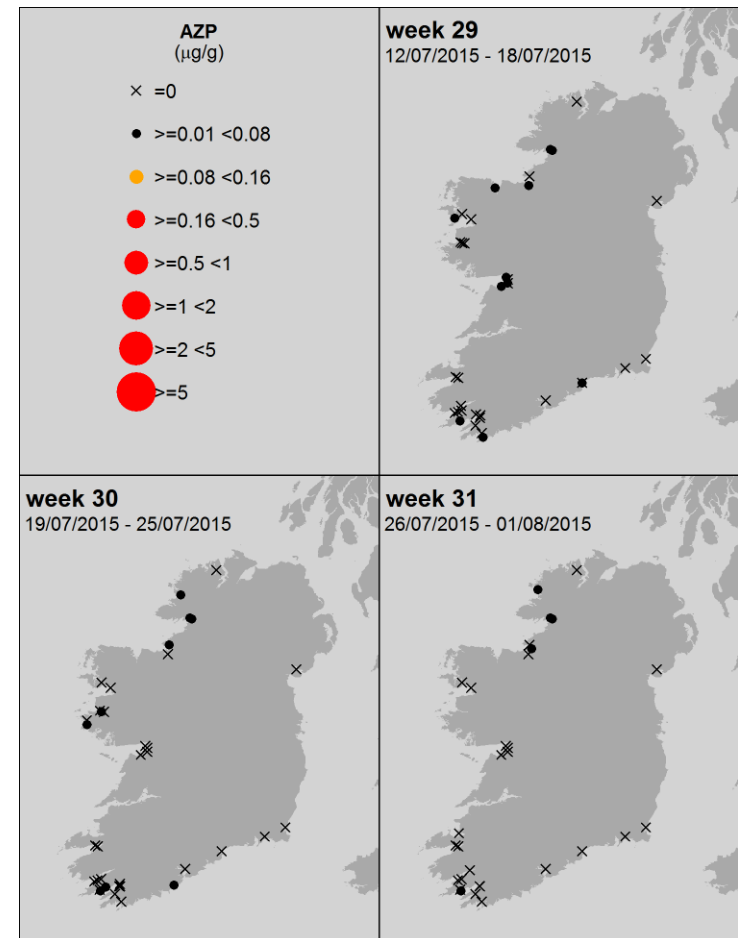 AZP
(µg/g)
=0
>=0.01 <0.08
>=0.08 <0.16
>=0.16 <0.5
>=0.5 <1
>=1 <2
>=2 <5
>=5
week 29
12/07/2015 - 18/07/2015
week 30
19/07/2015 - 25/07/2015
week 31
26/07/2015 - 01/08/2015